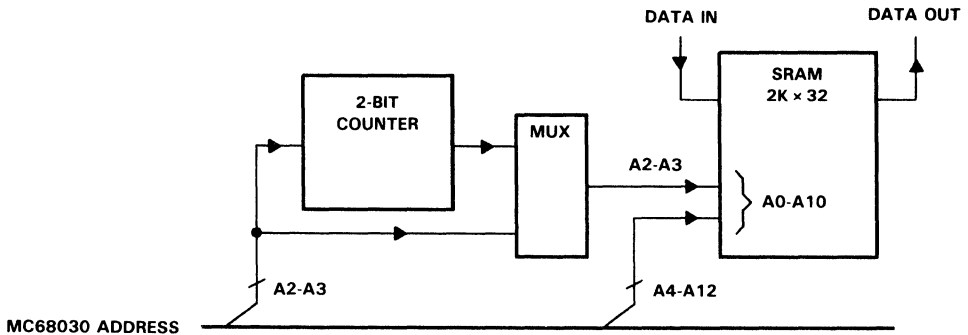 DATA IN
DATA OUT
SRAM
2K × 32
2-BIT
COUNTER
MUX
A2-A3
A0-A10
A2-A3
A4-A12
MC68030 ADDRESS